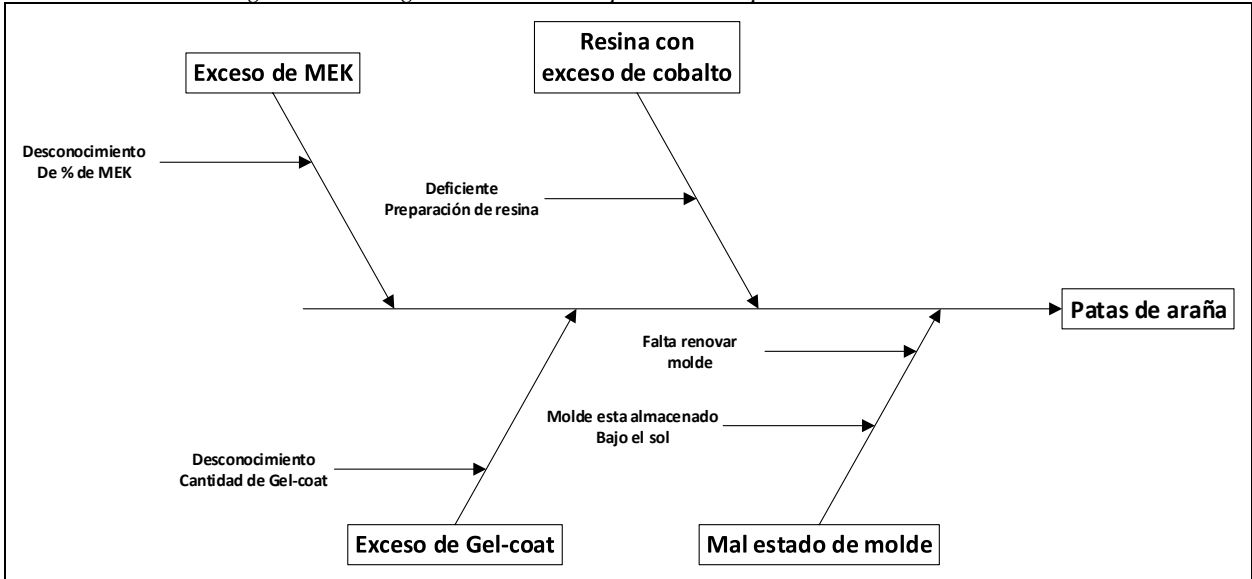 Resina con
exceso de cobalto
Exceso de MEK
Desconocimiento
De % de MEK
Deficiente
Preparación de resina
Patas de araña
Falta renovar
molde
Molde esta almacenado
Bajo el sol
Desconocimiento
Cantidad de Gel-coat
Exceso de Gel-coat
Mal estado de molde